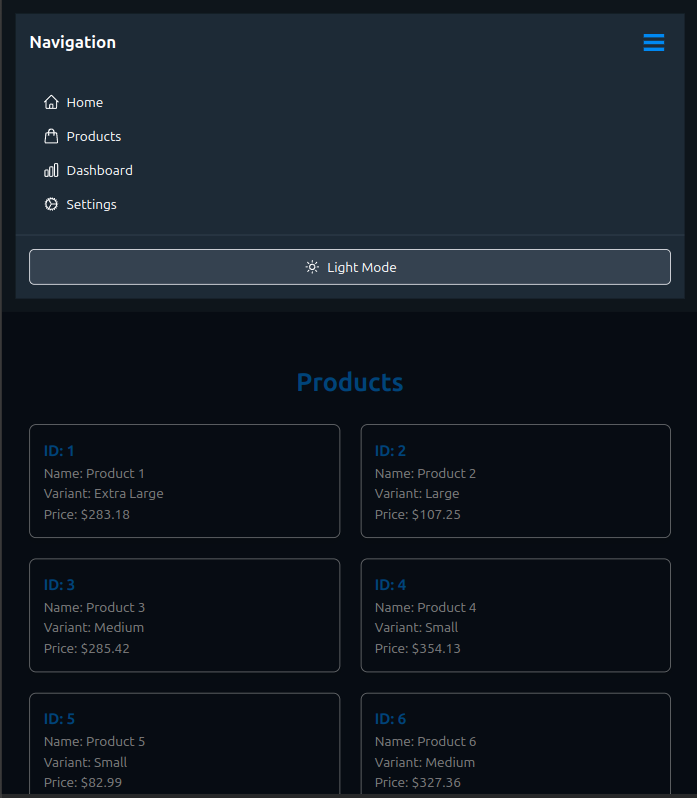 Navigation
Home
Products
Dashboard
Settings
Light Mode
Products
ID: 1
Name: Product 1
Variant: Extra Large
Price: $283.18
ID: 2
Name: Product 2
Variant: Large
Price: $107.25
ID: 3
Name: Product 3
Variant: Medium
Price: $285.42
ID: 4
Name: Product 4
Variant: Small
Price: $354.13
ID: 5
Name: Product 5
Variant: Small
Price: $82.99
ID: 6
Name: Product 6
Variant: Medium
Price: $327.36